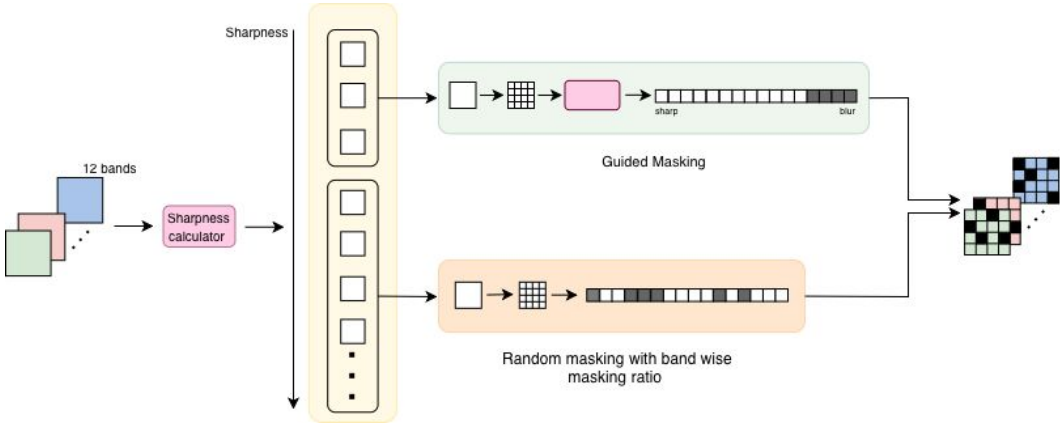 Sharpness
12 bands
Sharpness
calculator
sharp
blur
Guided Masking
Random masking with band wise
masking ratio